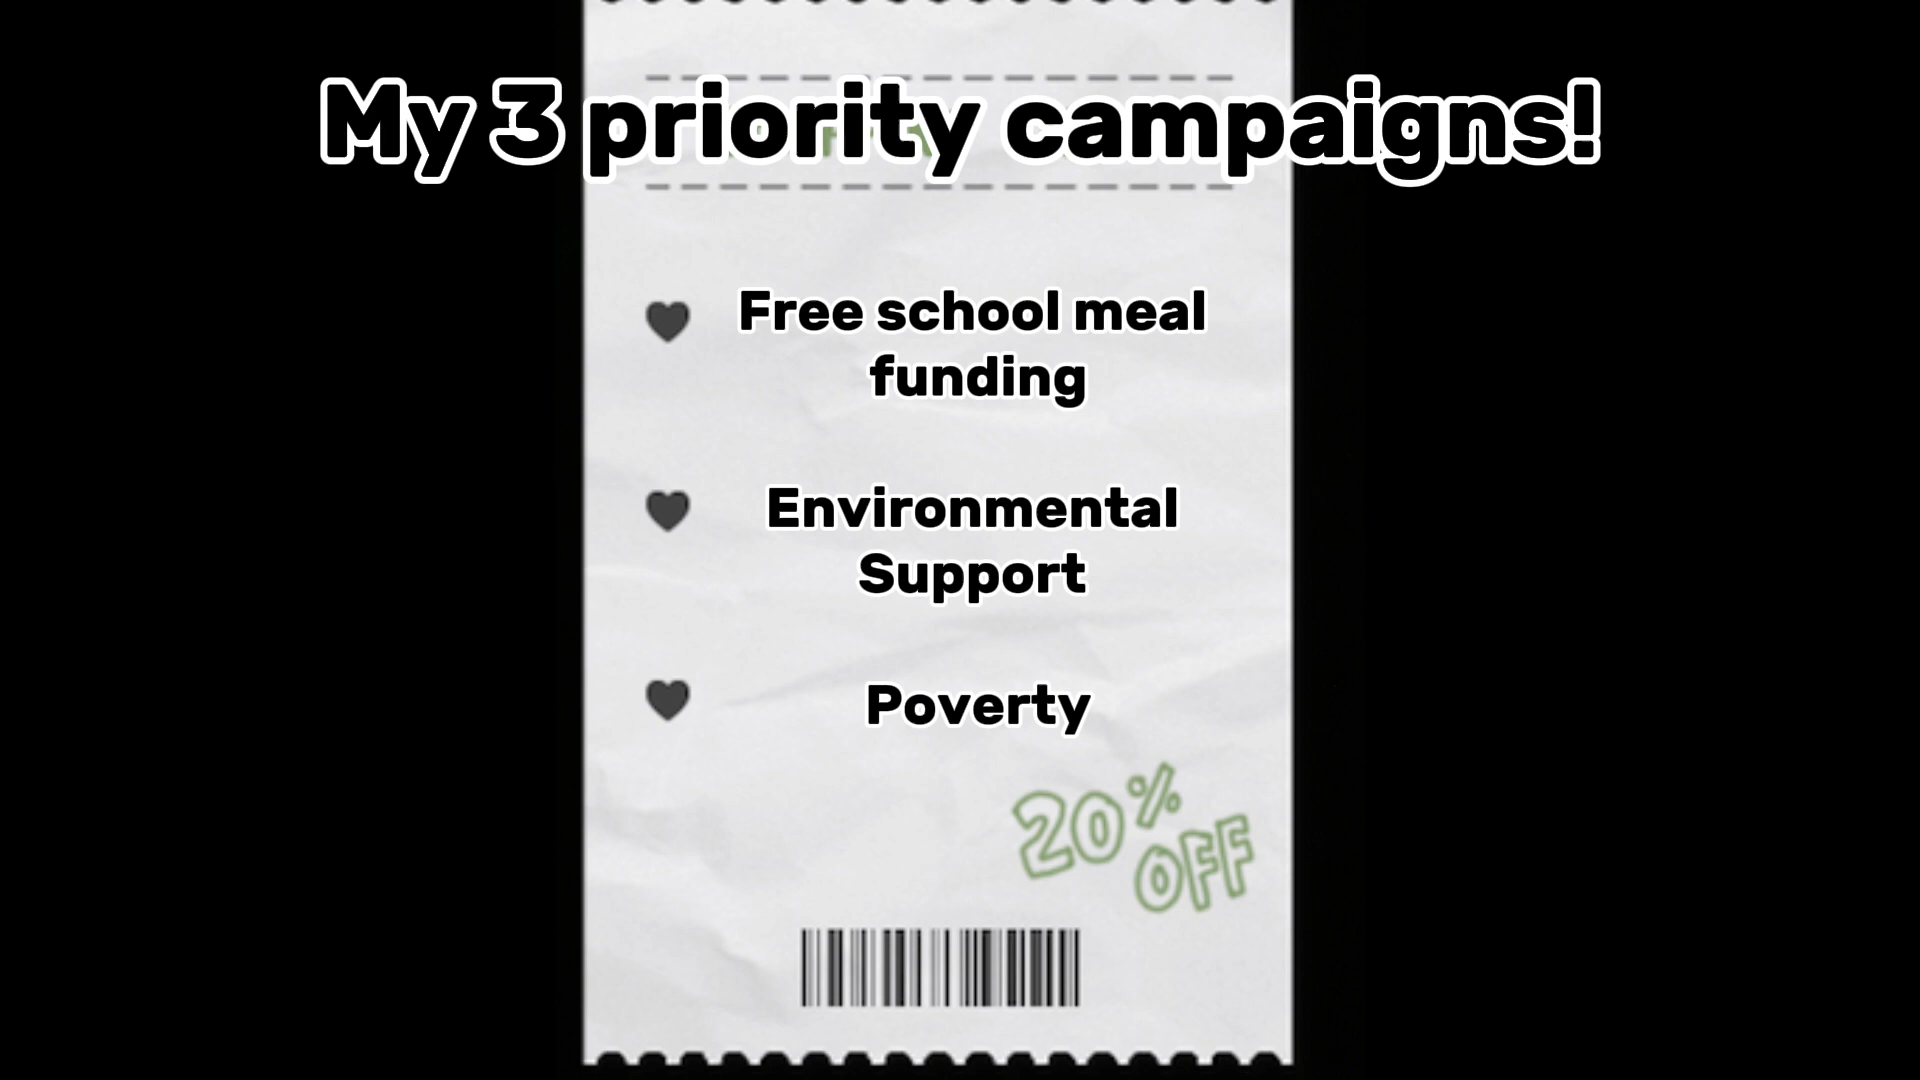 My 3 priority campaigns!
Free school meal
funding
Environmental
Support
Poverty
20%
OFF